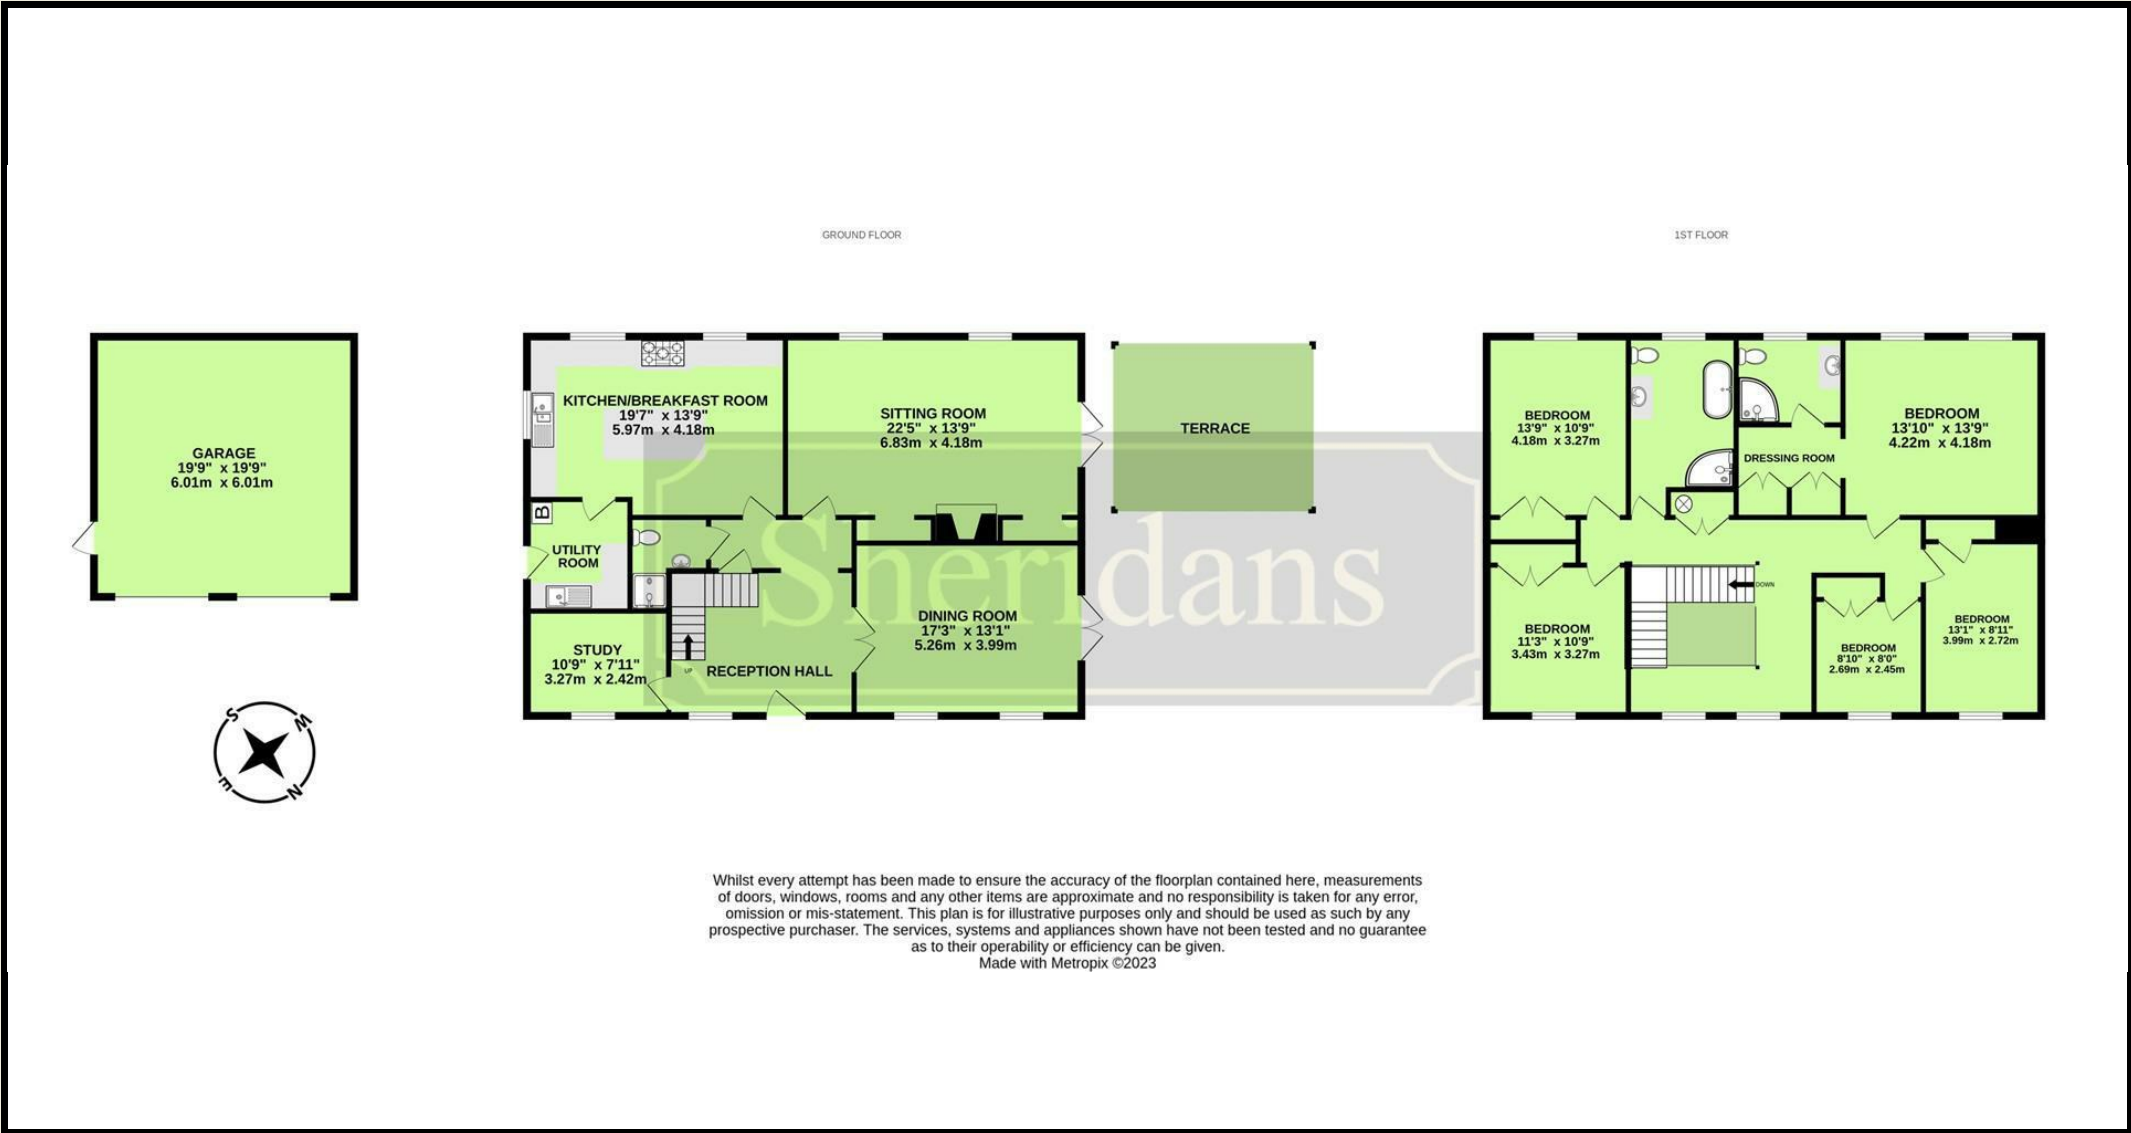 GROUND FLOOR
1ST FLOOR
GARAGE
19'9" x 19'9"
6.01m x 6.01m
KITCHEN/BREAKFAST ROOM
19'7" x 13'9"
5.97m x 4.18m
SITTING ROOM
22'5" x 13'9"
6.83m x 4.18m
TERRACE
B
UTILITY
ROOM
STUDY
10'9" x 7'11"
3.27m x 2.42m
UP
RECEPTION HALL
DINING ROOM
17'3" x 13'1"
5.26m x 3.99m
Sheridans
BEDROOM
13'9" x 10'9"
4.18m x 3.27m
DRESSING ROOM
BEDROOM
13'10" x 13'9"
4.22m x 4.18m
DOWN
BEDROOM
11'3" x 10'9"
3.43m x 3.27m
BEDROOM
8'10" x 8'0"
2.69m x 2.45m
BEDROOM
13'1" x 8'11"
3.99m x 2.72m
S
W
E
N
Whilst every attempt has been made to ensure the accuracy of the floorplan contained here, measurements
of doors, windows, rooms and any other items are approximate and no responsibility is taken for any error,
omission or mis-statement. This plan is for illustrative purposes only and should be used as such by any
prospective purchaser. The services, systems and appliances shown have not been tested and no guarantee
as to their operability or efficiency can be given.
Made with Metropix ©2023